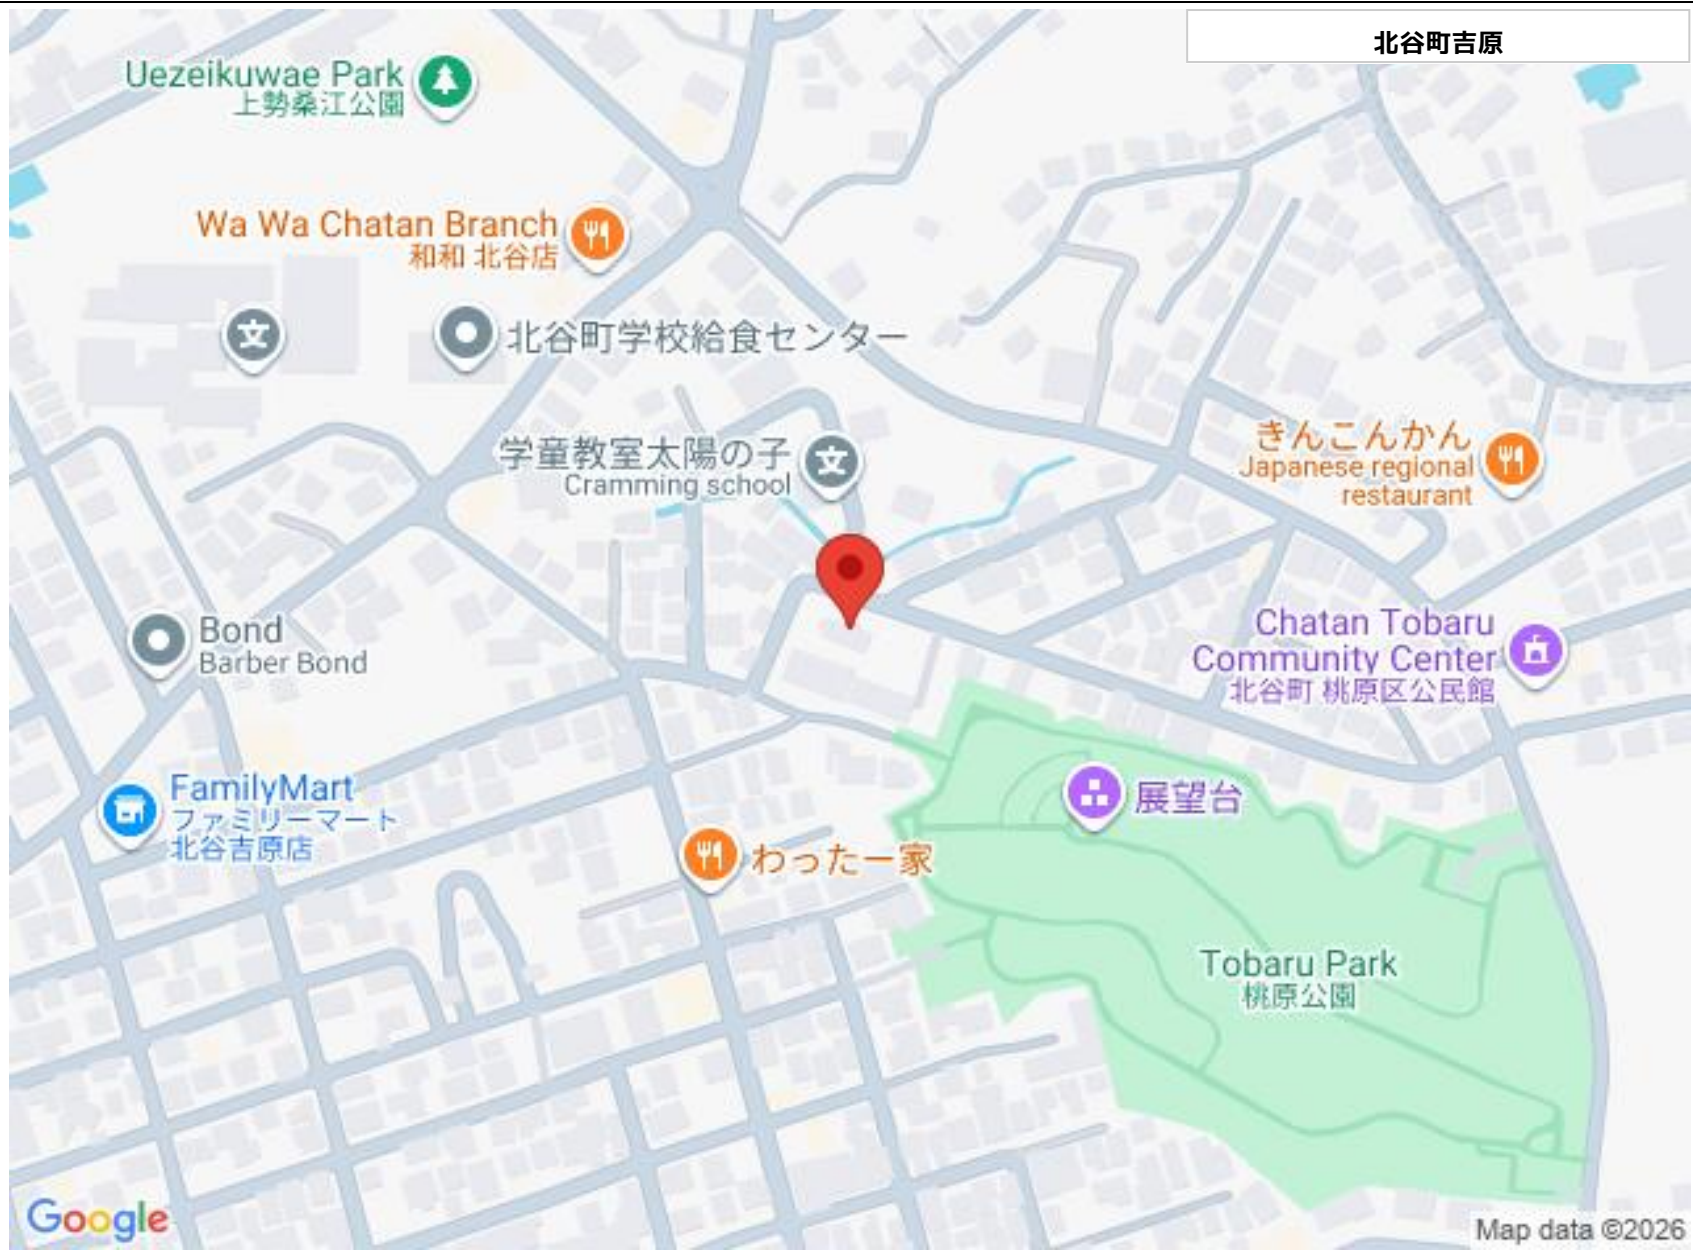 北谷町吉原
Uezeikuwae Park
上勢桑江公園
Wa Wa Chatan Branch
和和 北谷店
文
北谷町学校給食センター
学童教室太陽の子
Cramming school
文
きんこんかん
Japanese regional
restaurant
Bond
Barber Bond
Chatan Tobaru
Community Center
北谷町 桃原区公民館
FamilyMart
ファミリーマート
北谷吉原店
展望台
わったー家
Tobaru Park
桃原公園
Google
Map data ©2026